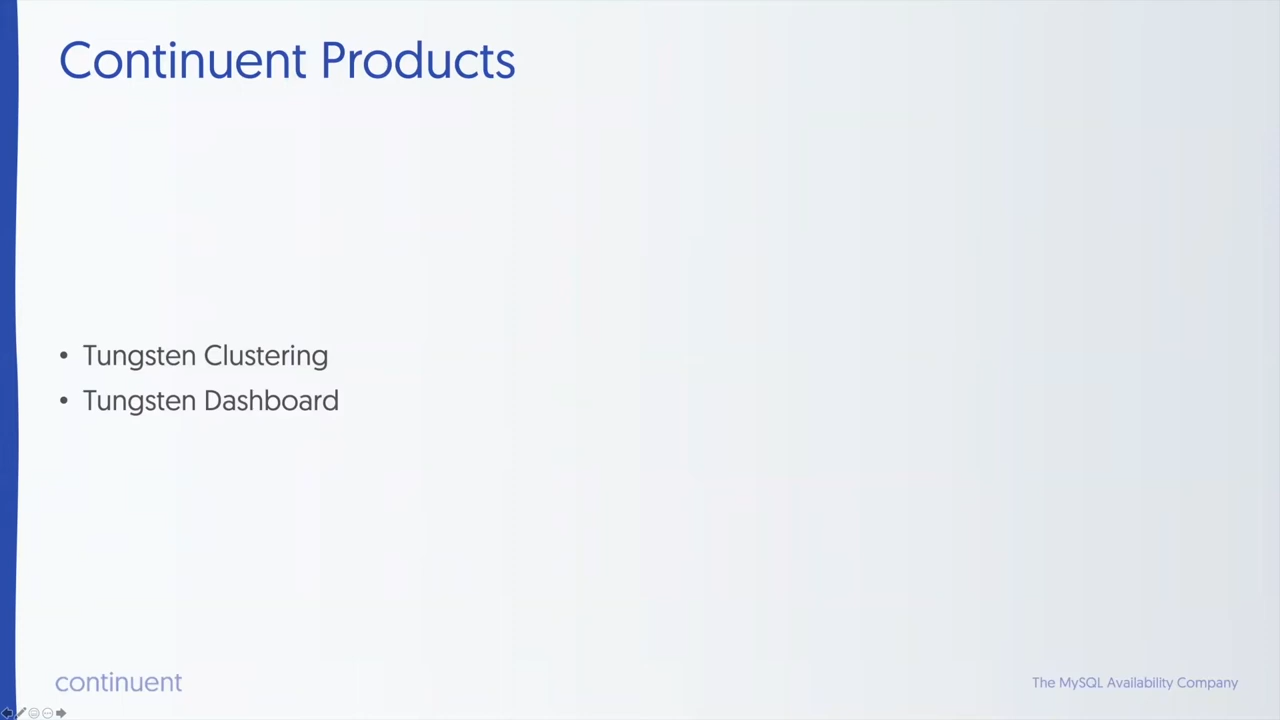 Continuent Products
• Tungsten Clustering
• Tungsten Dashboard
continuent
The MySQL Availability Company